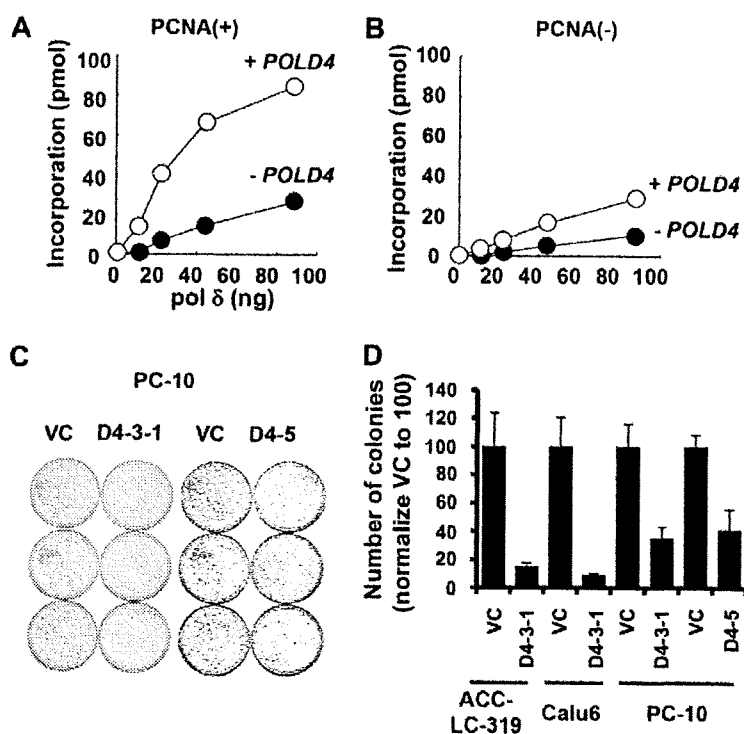 A
PCNA(+)
Incorporation (pmol)
100
80
60
40
20
0
+ POLD4
- POLD4
0 20 40 60 80 100
pol δ (ng)
B
PCNA(-)
Incorporation (pmol)
100
80
60
40
20
0
+ POLD4
- POLD4
0 20 40 60 80 100
C
PC-10
VC D4-3-1 VC D4-5
D
Number of colonies
(normalize VC to 100)
140
120
100
80
60
40
20
0
VC D4-3-1 VC D4-3-1 VC D4-3-1 VC D4-5
ACC-
LC-319
Calu6
PC-10